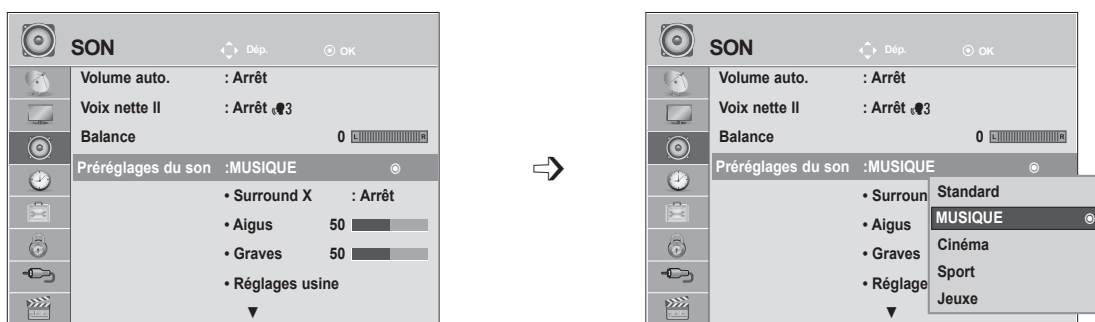 SON Dép. OK
Volume auto. : Arrêt
Voix nette II : Arrêt 3
Balance 0 L R
Préréglages du son :MUSIQUE
• Surround X : Arrêt
• Aigus 50
• Graves 50
• Réglages usine
SON Dép. OK
Volume auto. : Arrêt
Voix nette II : Arrêt 3
Balance 0 L R
Préréglages du son :MUSIQUE
• Surroun
• Aigus
• Graves
• Réglage
Standard
MUSIQUE
Cinéma
Sport
Jeuxe